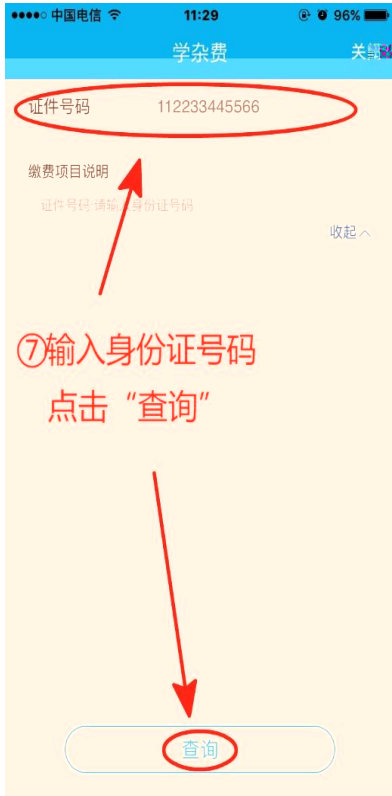 中国电信 11:29 96%
学杂费 关
证件号码 112233445566
缴费项目说明
证件号码:请输入身份证号码
收起
⑦输入身份证号码
点击“查询”
查询